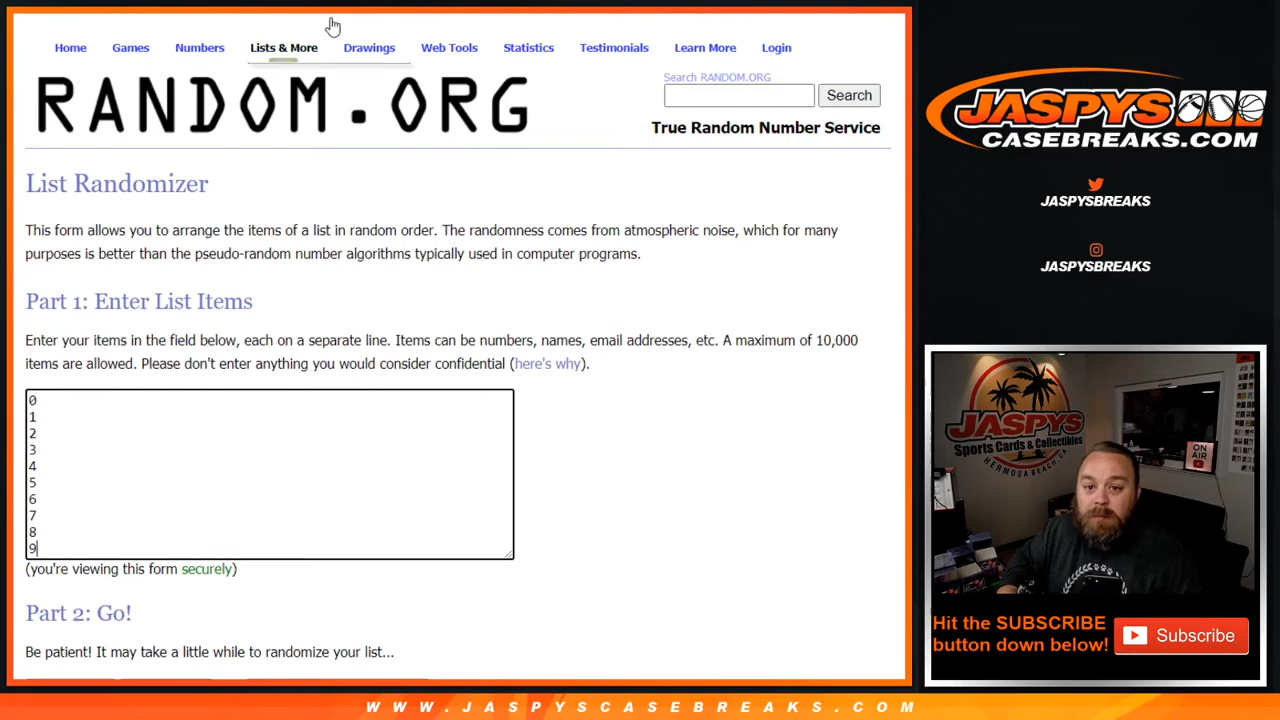 Home Games Numbers Lists & More Drawings Web Tools Statistics Testimonials Learn More Login
RANDOM.ORG
Search RANDOM.ORG
Search
True Random Number Service
List Randomizer
This form allows you to arrange the items of a list in random order. The randomness comes from atmospheric noise, which for many
purposes is better than the pseudo-random number algorithms typically used in computer programs.
Part 1: Enter List Items
Enter your items in the field below, each on a separate line. Items can be numbers, names, email addresses, etc. A maximum of 10,000
items are allowed. Please don't enter anything you would consider confidential (here's why).
0
1
2
3
4
5
6
7
8
9
(you're viewing this form securely)
Part 2: Go!
Be patient! It may take a little while to randomize your list...
JASPYS
CASEBREAKS.COM
JASPYSBREAKS
JASPYSBREAKS
JASPYS
Sports Cards & Collectibles
HERMOSA BEACH, CA
ON
AIR
Hit the SUBSCRIBE
button down below!
Subscribe
WWW.JASPYSCASEBREAKS.COM